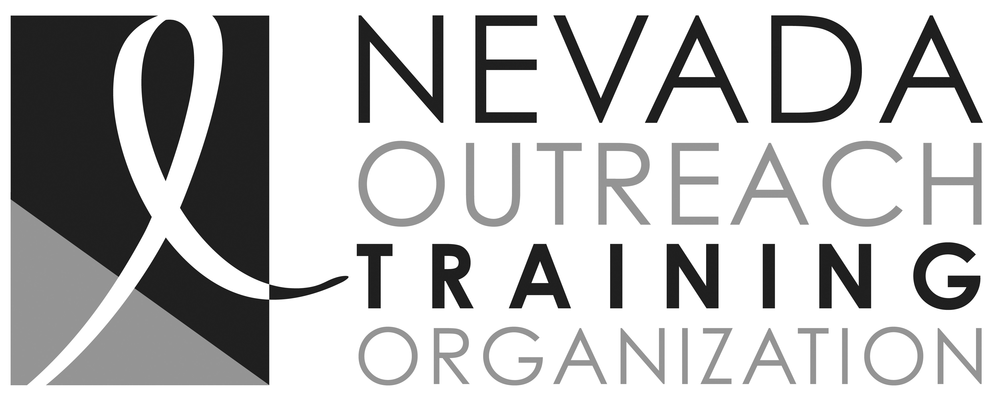 NEVADA
OUTREACH
TRAINING
ORGANIZATION